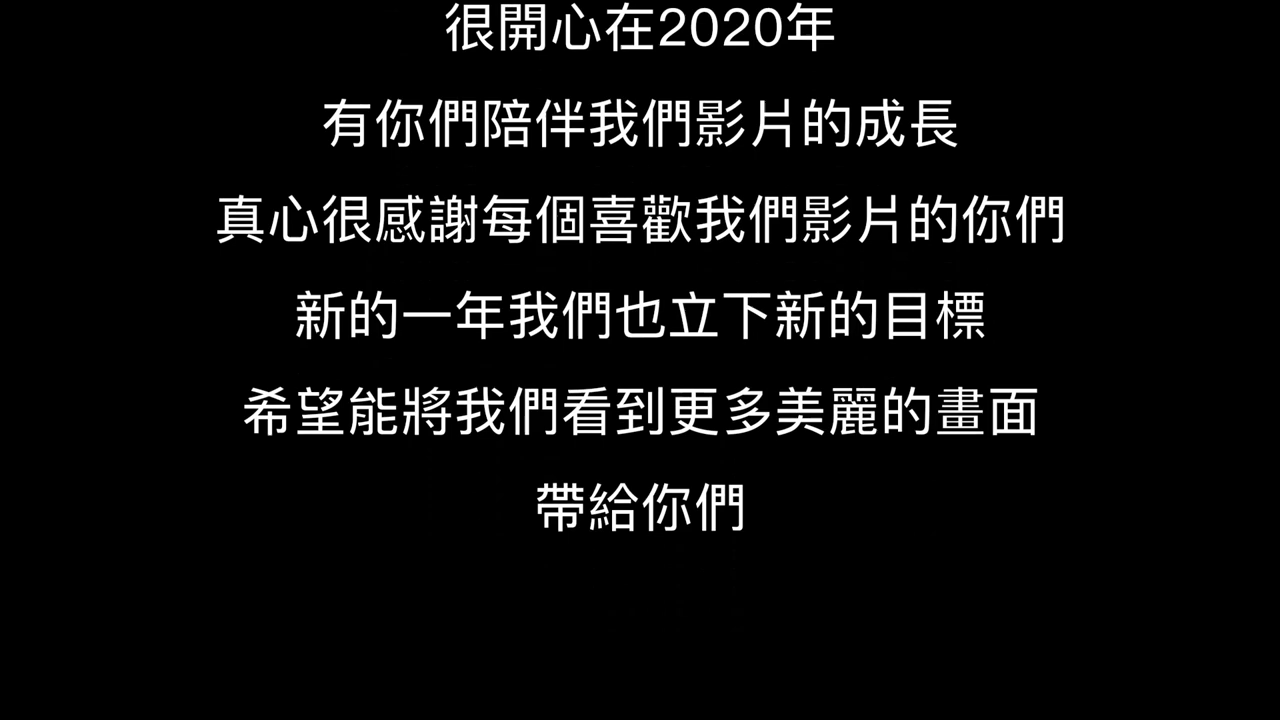 很開心在2020年
有你們陪伴我們影片的成長
真心很感謝每個喜歡我們影片的你們
新的一年我們也立下新的目標
希望能將我們看到更多美麗的畫面
帶給你們